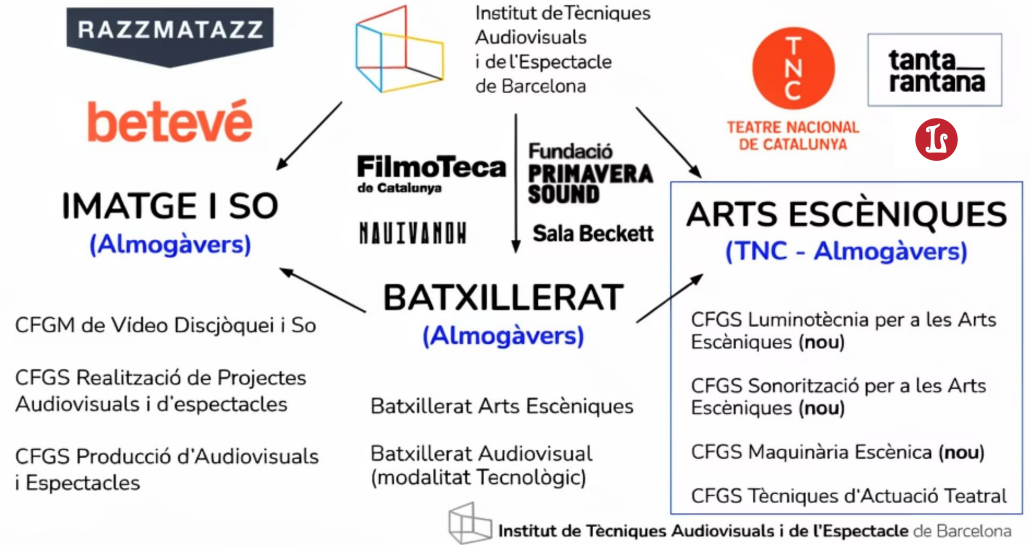 RAZZMATAZZ
betevé
Institut de Tècniques
Audiovisuals
i de l'Espectacle
de Barcelona
TNC
TEATRE NACIONAL
DE CATALUNYA
tanta__
rantana
FilmoTeca
de Catalunya
Fundació
PRIMAVERA
SOUND
NAUIVANOW
Sala Beckett
IMATGE I SO
(Almogàvers)
CFGM de Vídeo Discjòquei i So
CFGS Realització de Projectes
Audiovisuals i d'espectacles
CFGS Producció d'Audiovisuals
i Espectacles
BATXILLERAT
(Almogàvers)
Batxillerat Arts Escèniques
Batxillerat Audiovisual
(modalitat Tecnològic)
ARTS ESCÈNIQUES
(TNC - Almogàvers)
CFGS Luminotècnia per a les Arts
Escèniques (nou)
CFGS Sonorització per a les Arts
Escèniques (nou)
CFGS Maquinària Escènica (nou)
CFGS Tècniques d'Actuació Teatral
Institut de Tècniques Audiovisuals i de l'Espectacle de Barcelona